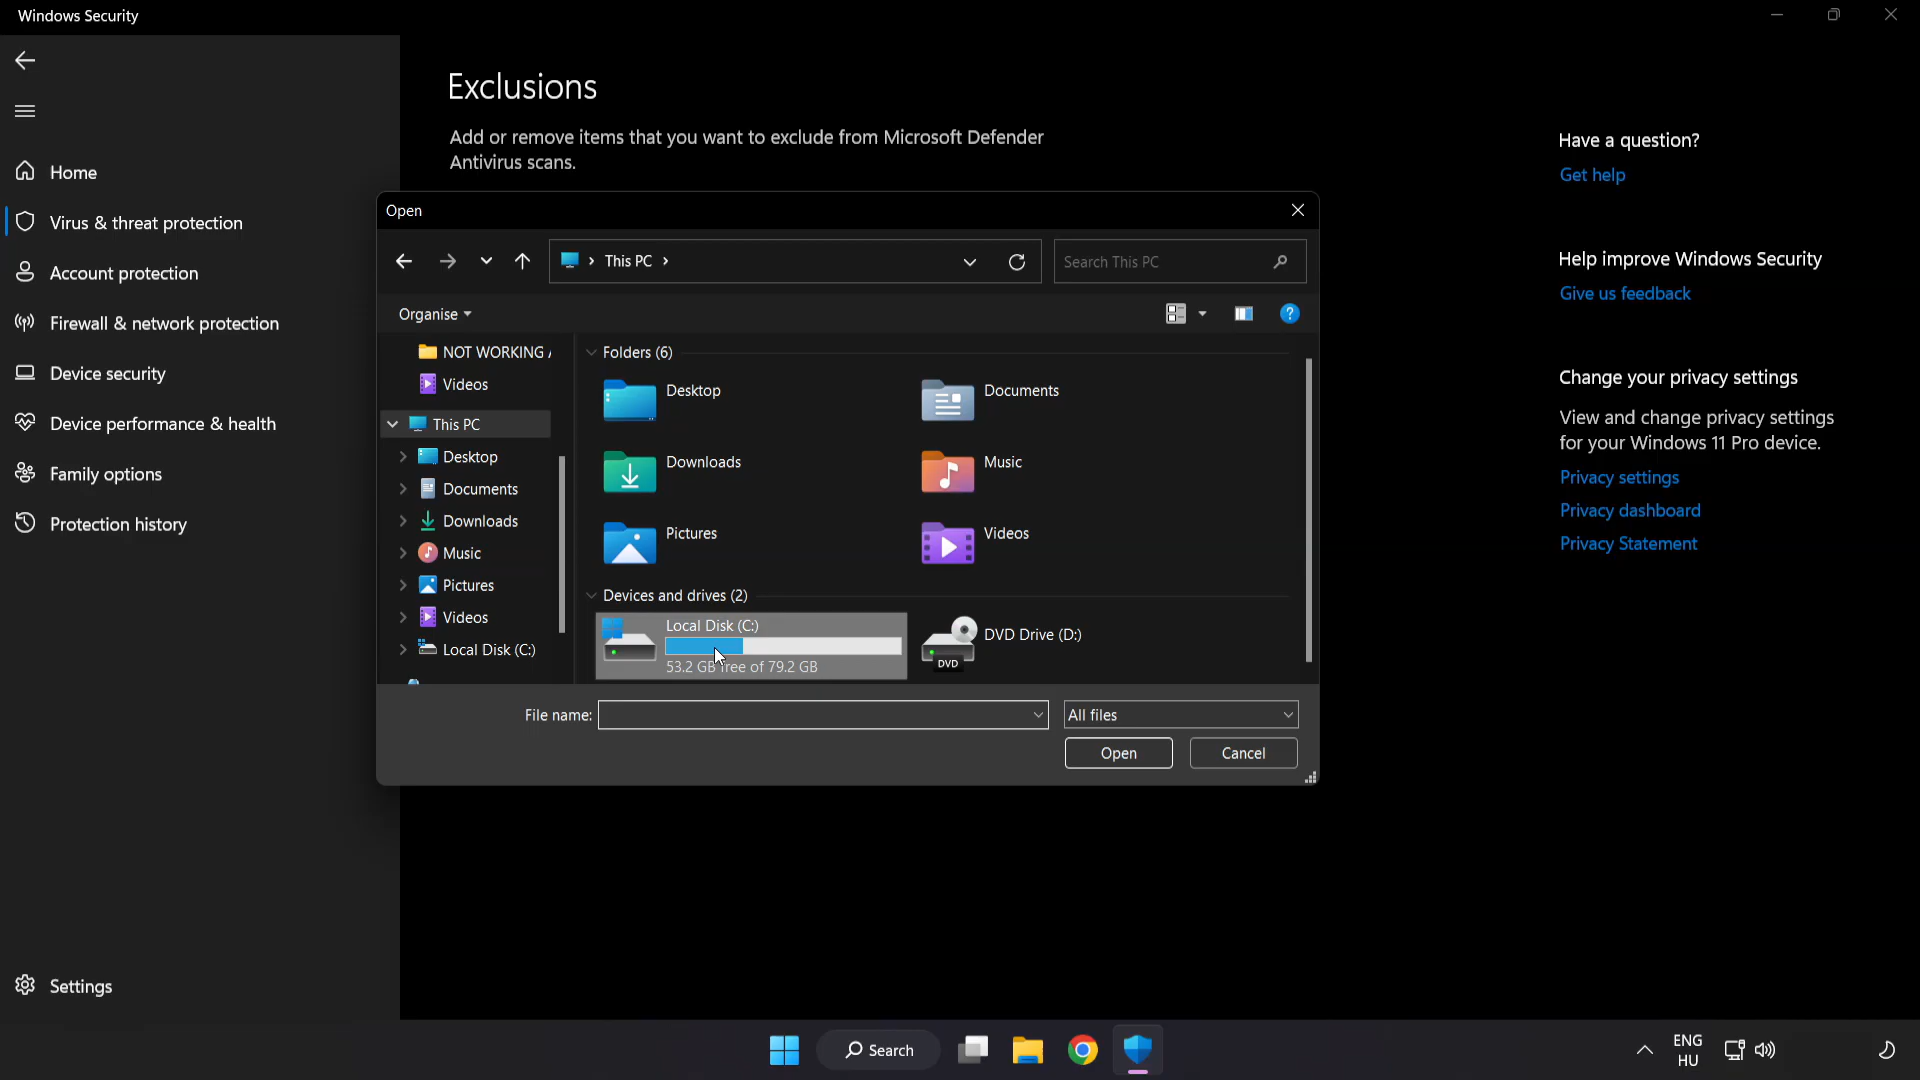 Windows Security
Home
Virus & threat protection
Account protection
Firewall & network protection
Device security
Device performance & health
Family options
Protection history
Settings
Exclusions
Add or remove items that you want to exclude from Microsoft Defender
Antivirus scans.
Open
This PC
Search This PC
Organise
NOT WORKING
Videos
This PC
Desktop
Documents
Downloads
Music
Pictures
Videos
Local Disk (C:)
Folders (6)
Desktop
Documents
Downloads
Music
Pictures
Videos
Devices and drives (2)
Local Disk (C:)
53.2 GB free of 79.2 GB
DVD Drive (D:)
DVD
File name:
All files
Open
Cancel
Have a question?
Get help
Help improve Windows Security
Give us feedback
Change your privacy settings
View and change privacy settings
for your Windows 11 Pro device.
Privacy settings
Privacy dashboard
Privacy Statement
Search
ENG
HU